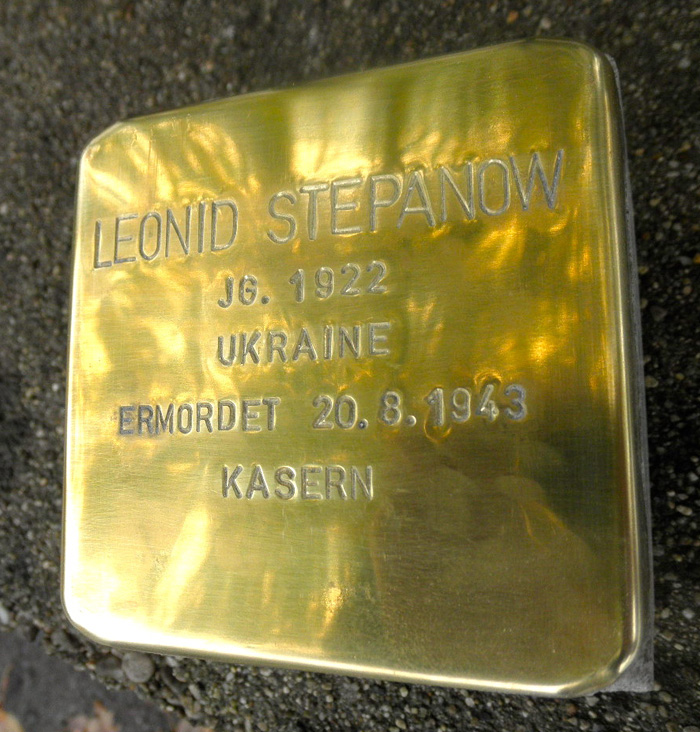 LEONID STEPANOW
JG. 1922
UKRAINE
ERMORDET 20.8.1943
KASERN